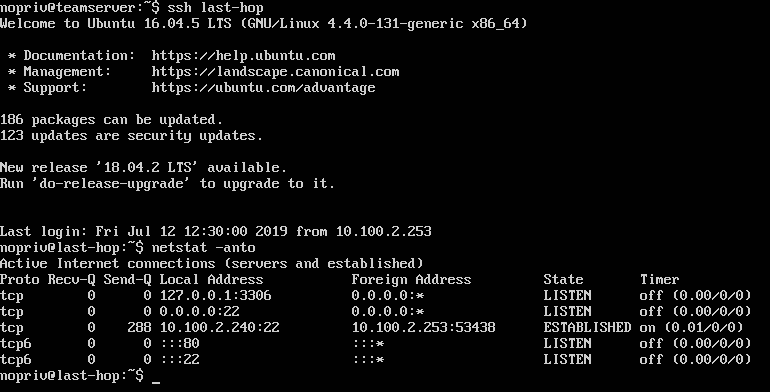 nopriv@teamserver:~$ ssh last-hop
Welcome to Ubuntu 16.04.5 LTS (GNU/Linux 4.4.0-131-generic x86_64)

 * Documentation:  https://help.ubuntu.com
 * Management:     https://landscape.canonical.com
 * Support:        https://ubuntu.com/advantage

186 packages can be updated.
123 updates are security updates.

New release '18.04.2 LTS' available.
Run 'do-release-upgrade' to upgrade to it.


Last login: Fri Jul 12 12:30:00 2019 from 10.100.2.253
nopriv@last-hop:~$ netstat -anto
Active Internet connections (servers and established)
Proto Recv-Q Send-Q Local Address           Foreign Address         State       Timer
tcp        0      0 127.0.0.1:3306          0.0.0.0:*               LISTEN      off (0.00/0/0)
tcp        0      0 0.0.0.0:22              0.0.0.0:*               LISTEN      off (0.00/0/0)
tcp        0    288 10.100.2.240:22         10.100.2.253:53438      ESTABLISHED on (0.01/0/0)
tcp6       0      0 :::80                   :::*                    LISTEN      off (0.00/0/0)
tcp6       0      0 :::22                   :::*                    LISTEN      off (0.00/0/0)
nopriv@last-hop:~$ _